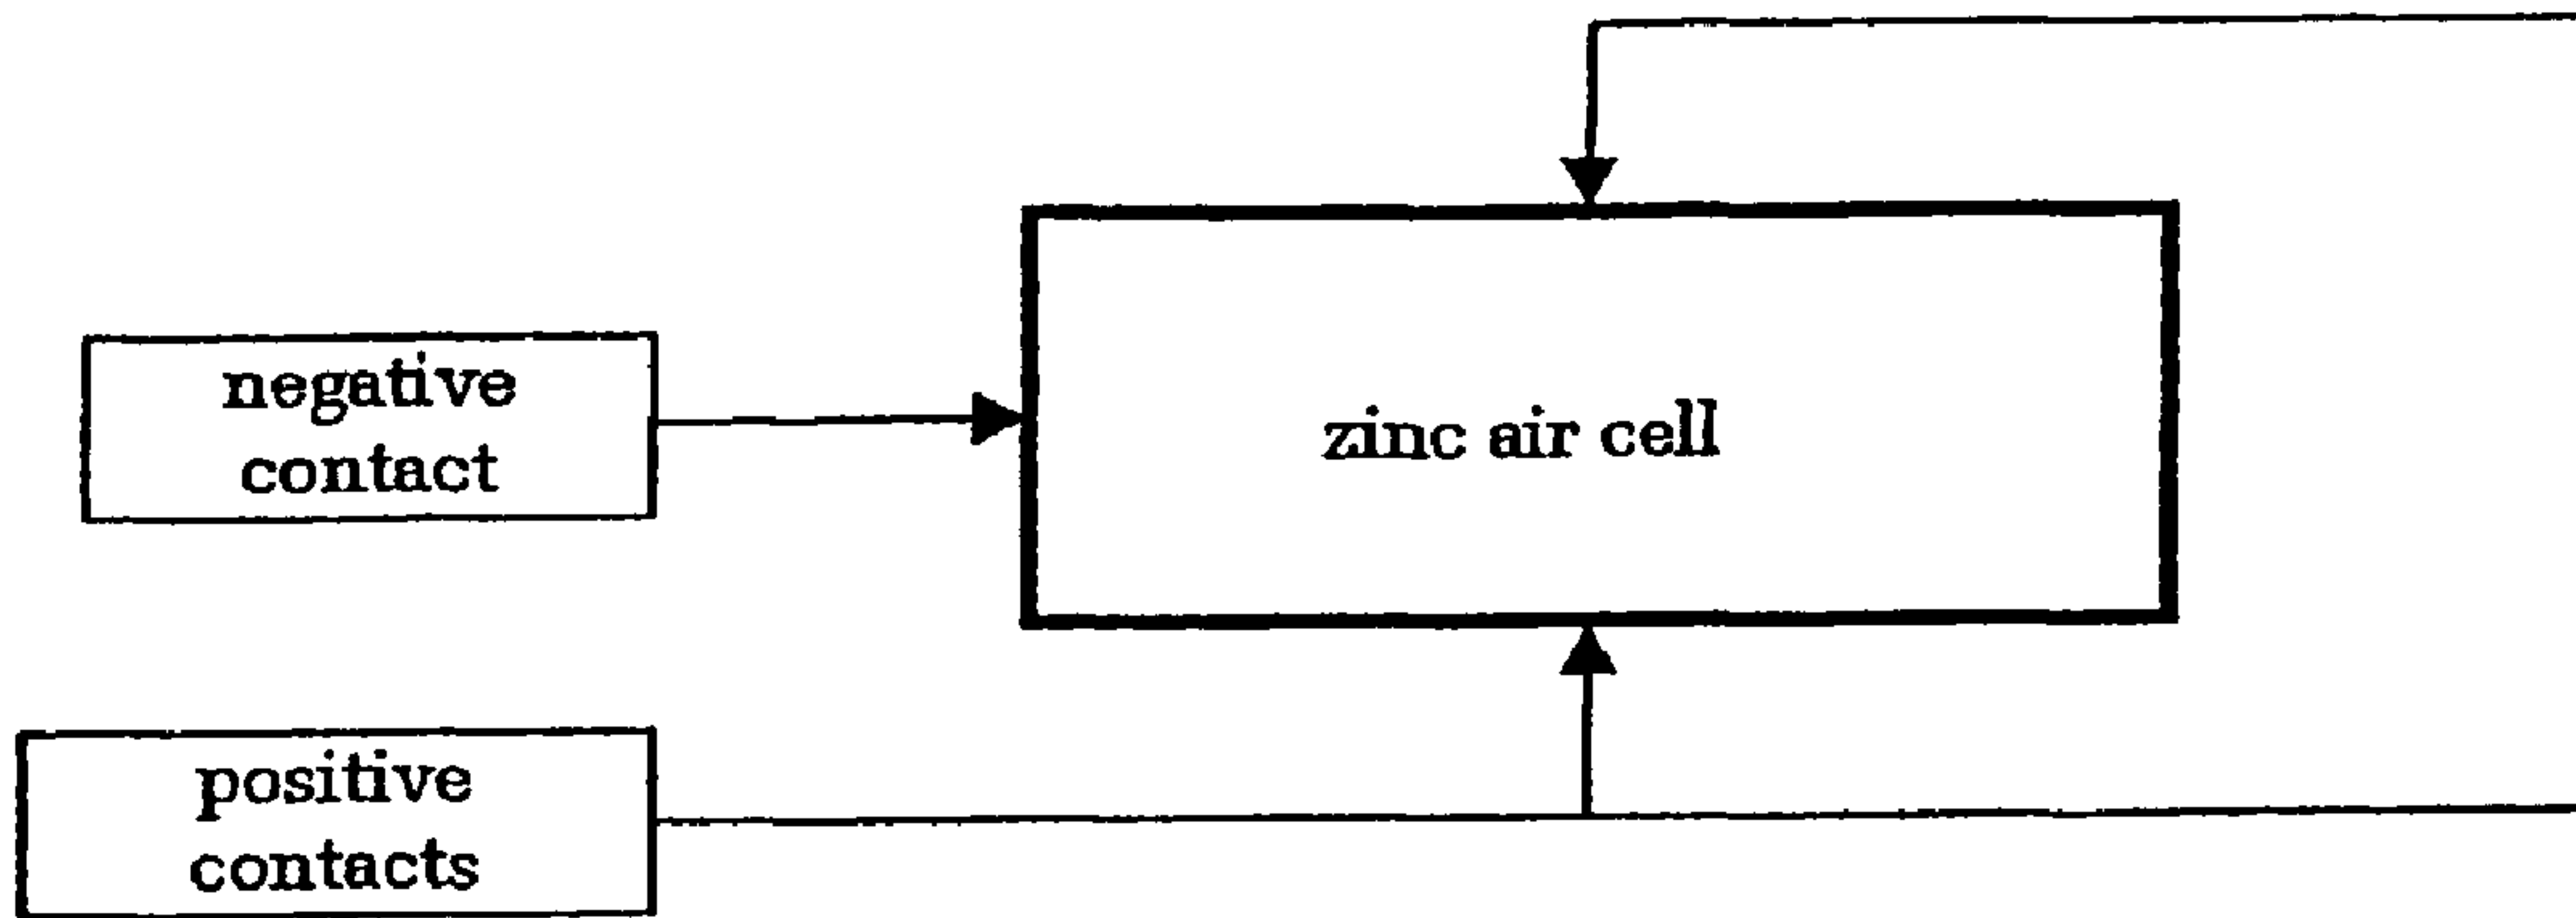 negative
contact
zinc air cell
positive
contacts